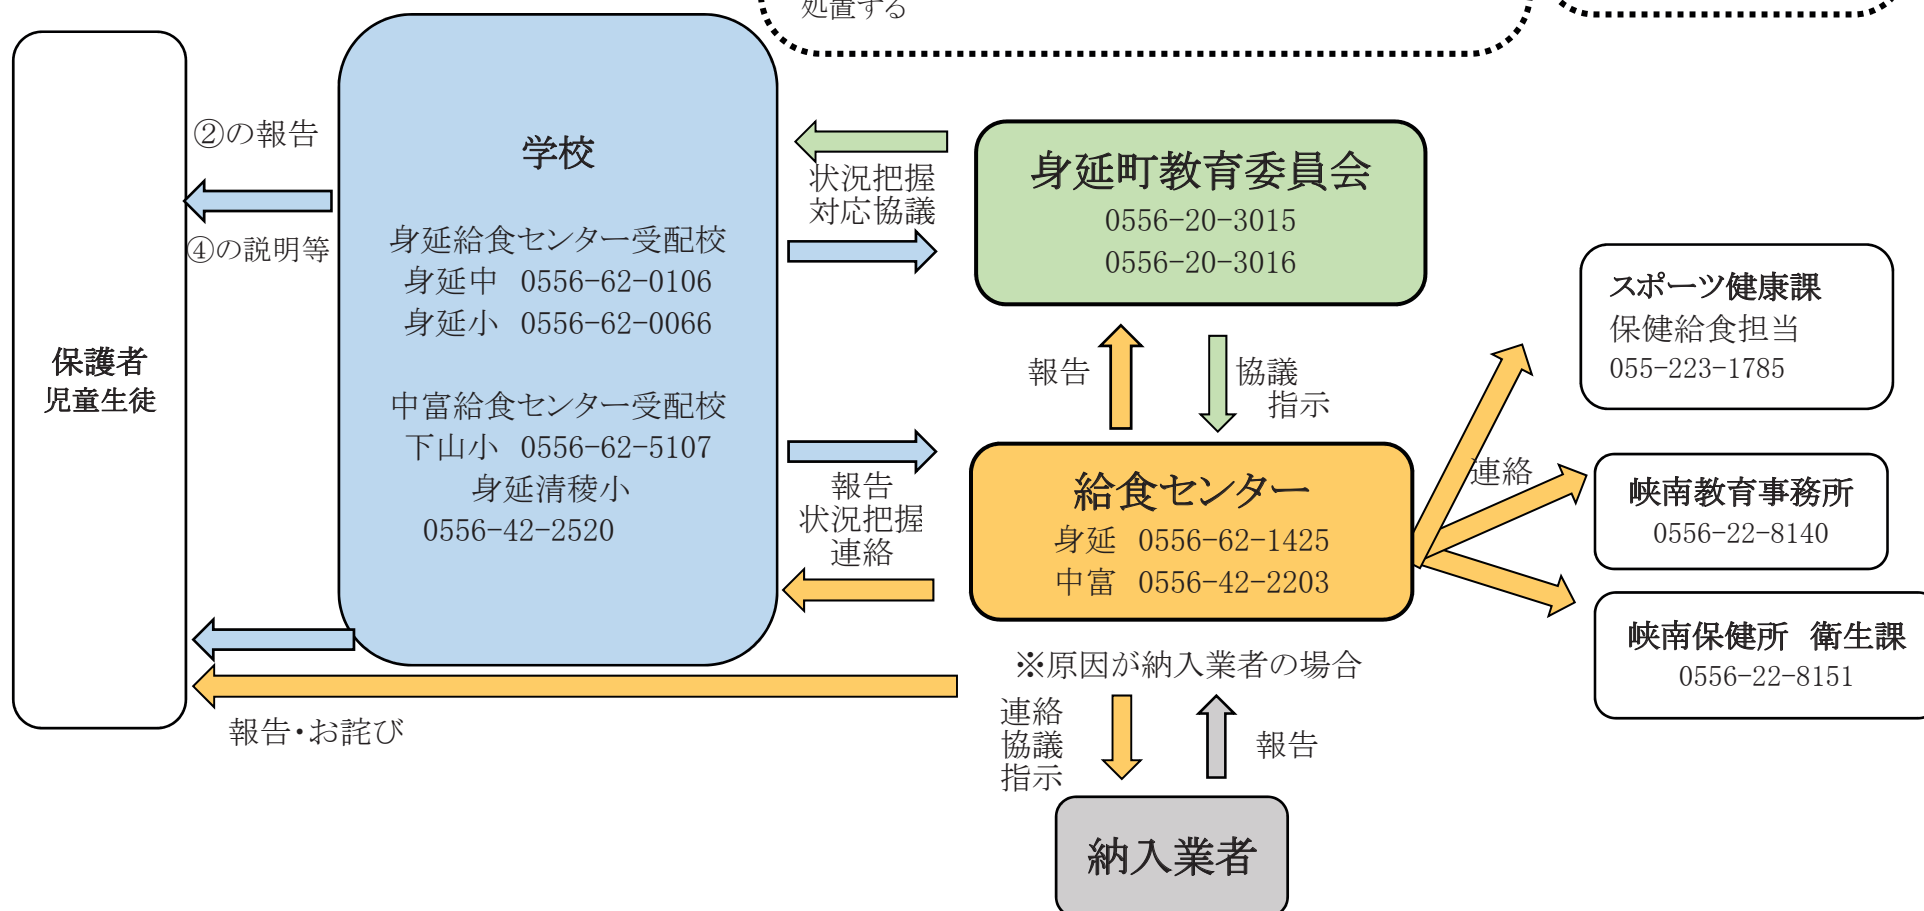 処置する
保護者
児童生徒
②の報告
④の説明等
学校
身延給食センター受配校
身延中 0556-62-0106
身延小 0556-62-0066
中富給食センター受配校
下山小 0556-62-5107
身延清稜小
0556-42-2520
状況把握
対応協議
身延町教育委員会
0556-20-3015
0556-20-3016
報告
協議
指示
報告
状況把握
連絡
給食センター
身延 0556-62-1425
中富 0556-42-2203
連絡
スポーツ健康課
保健給食担当
055-223-1785
峡南教育事務所
0556-22-8140
峡南保健所 衛生課
0556-22-8151
※原因が納入業者の場合
報告・お詫び
連絡
協議
指示
報告
納入業者